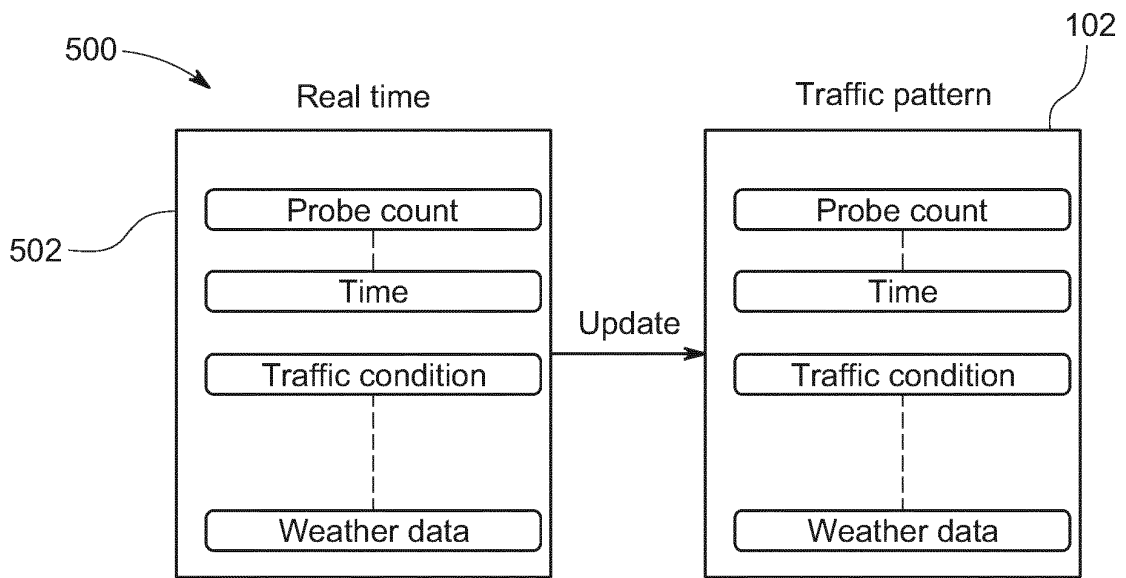 102
500
Real time
Traffic pattern
Probe count
Probe count
502
Time
Time
Update
Traffic condition
Traffic condition
Weather data
Weather data